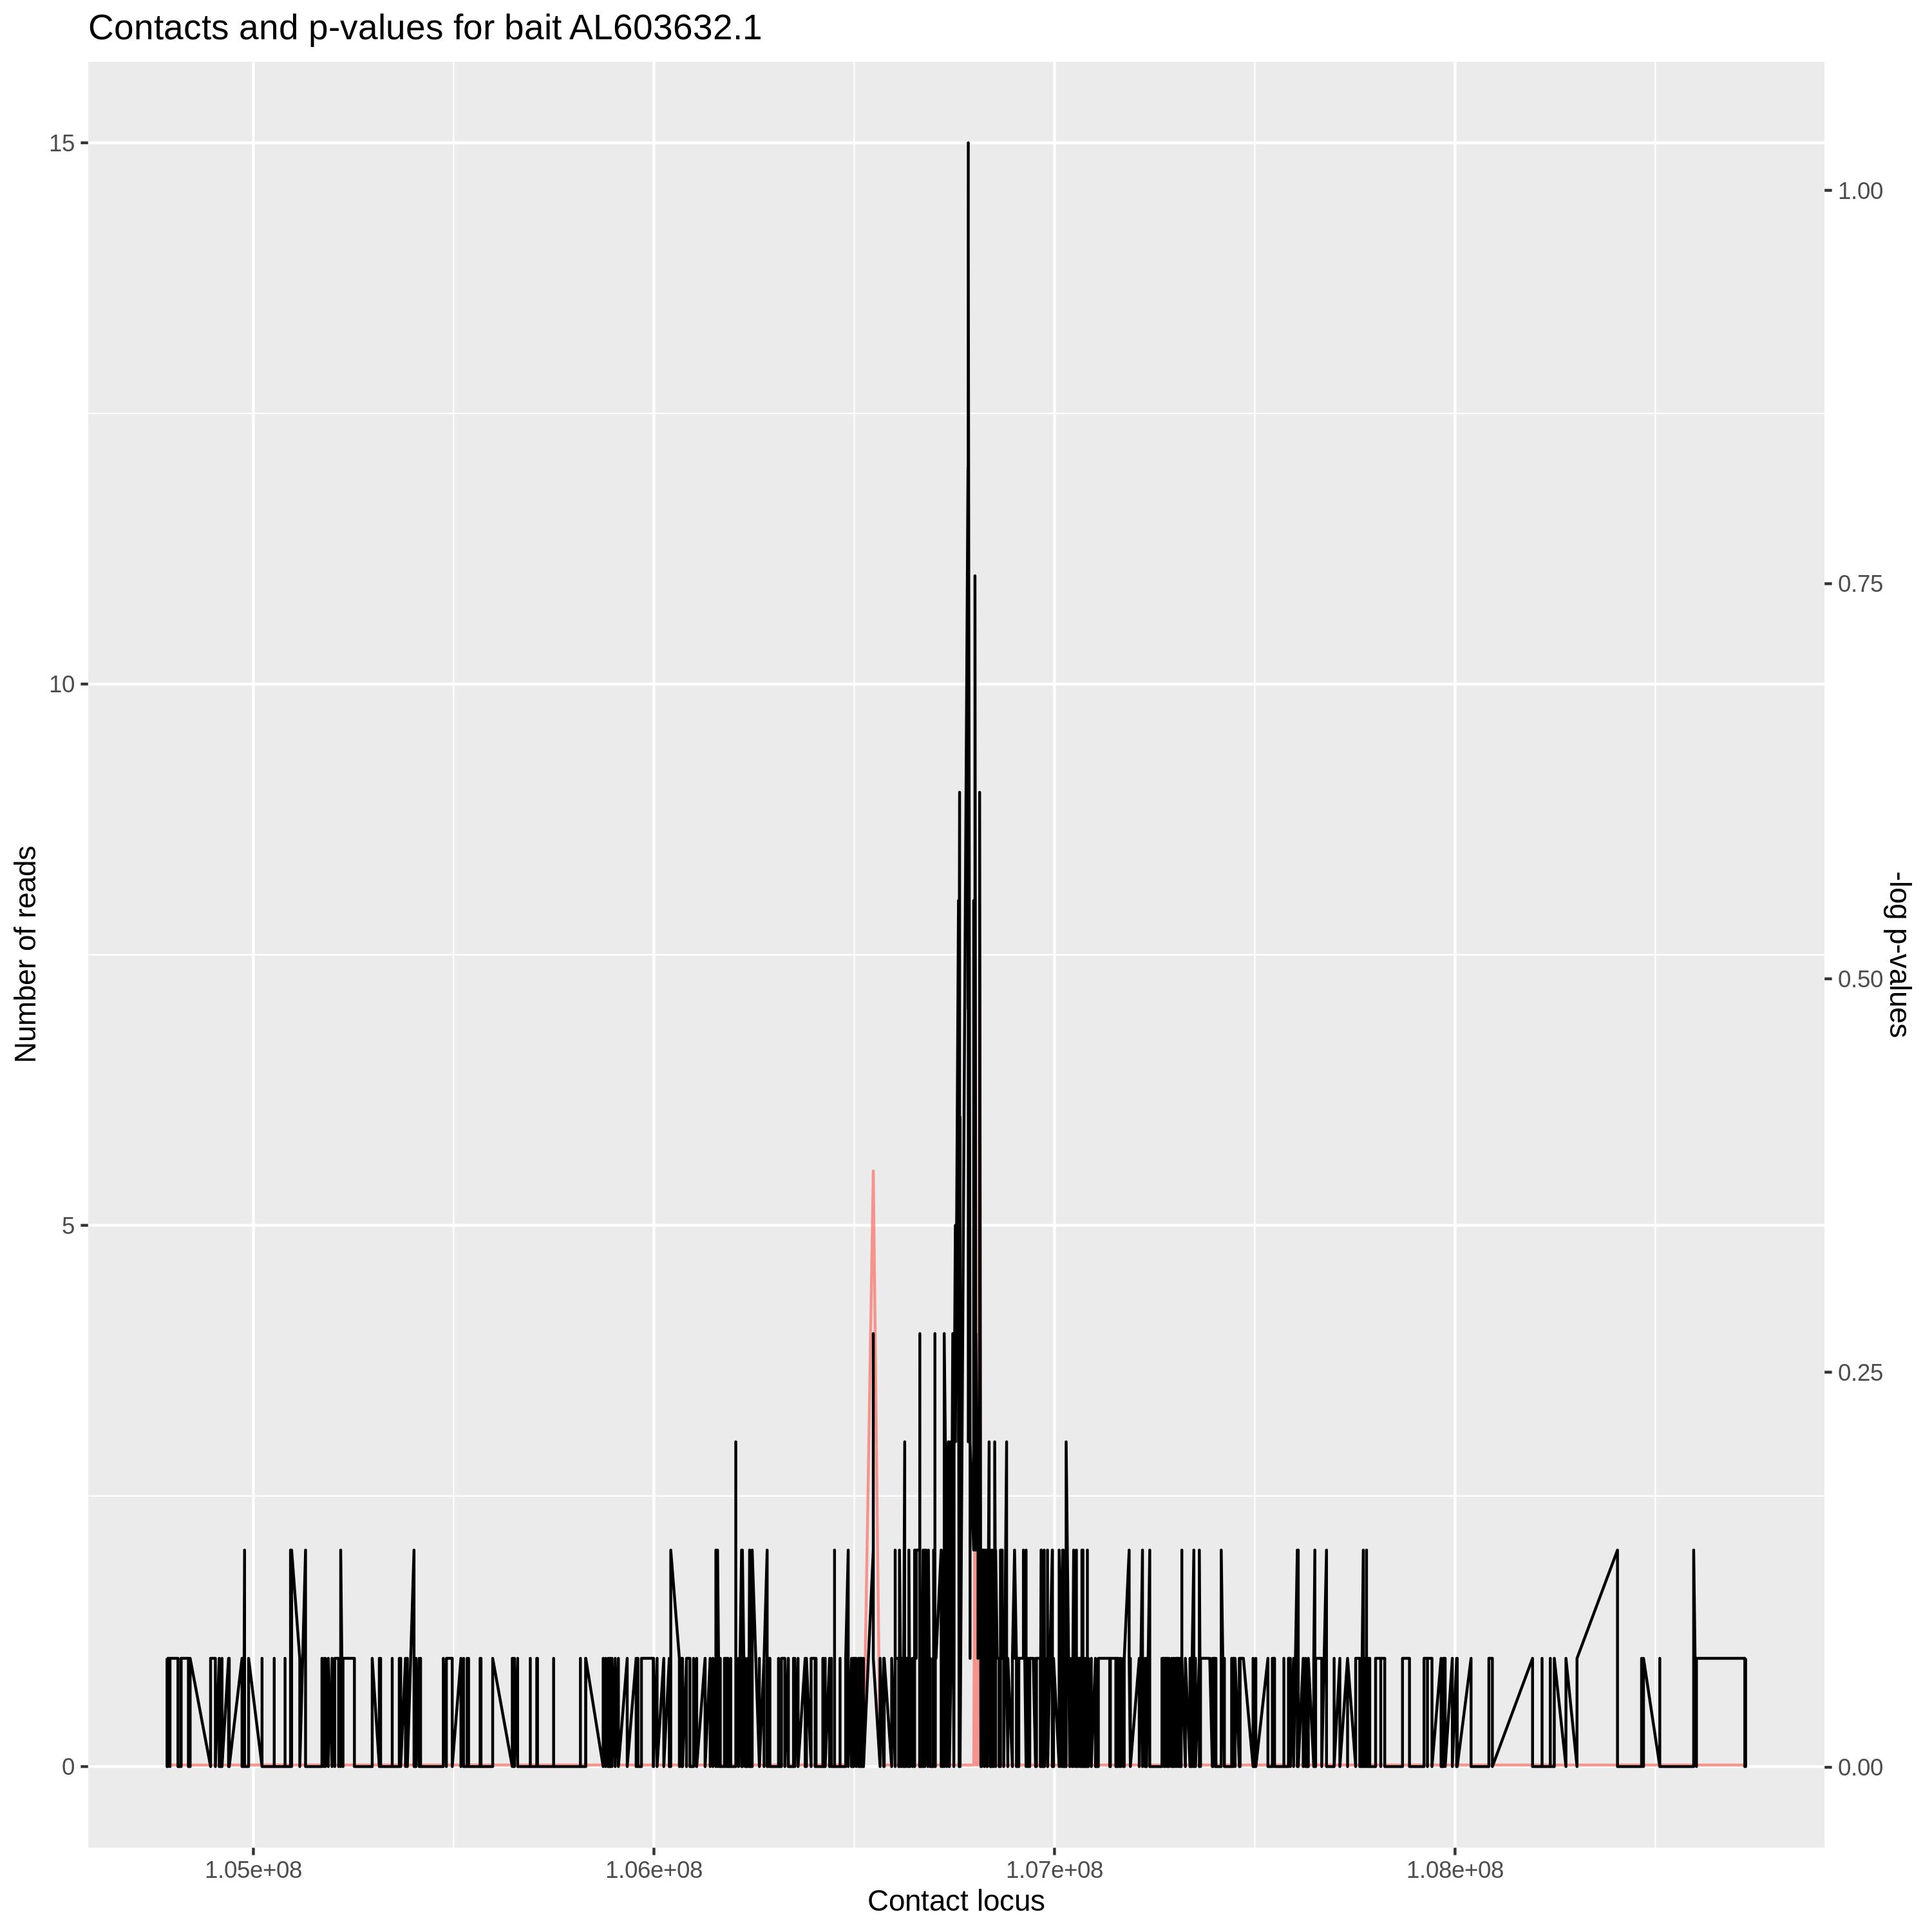 Contacts and p-values for bait AL603632.1
15
10
5
0
1.00
0.75
0.50
0.25
0.00
Number of reads
-log p-values
1.05e+08
1.06e+08
1.07e+08
1.08e+08
Contact locus